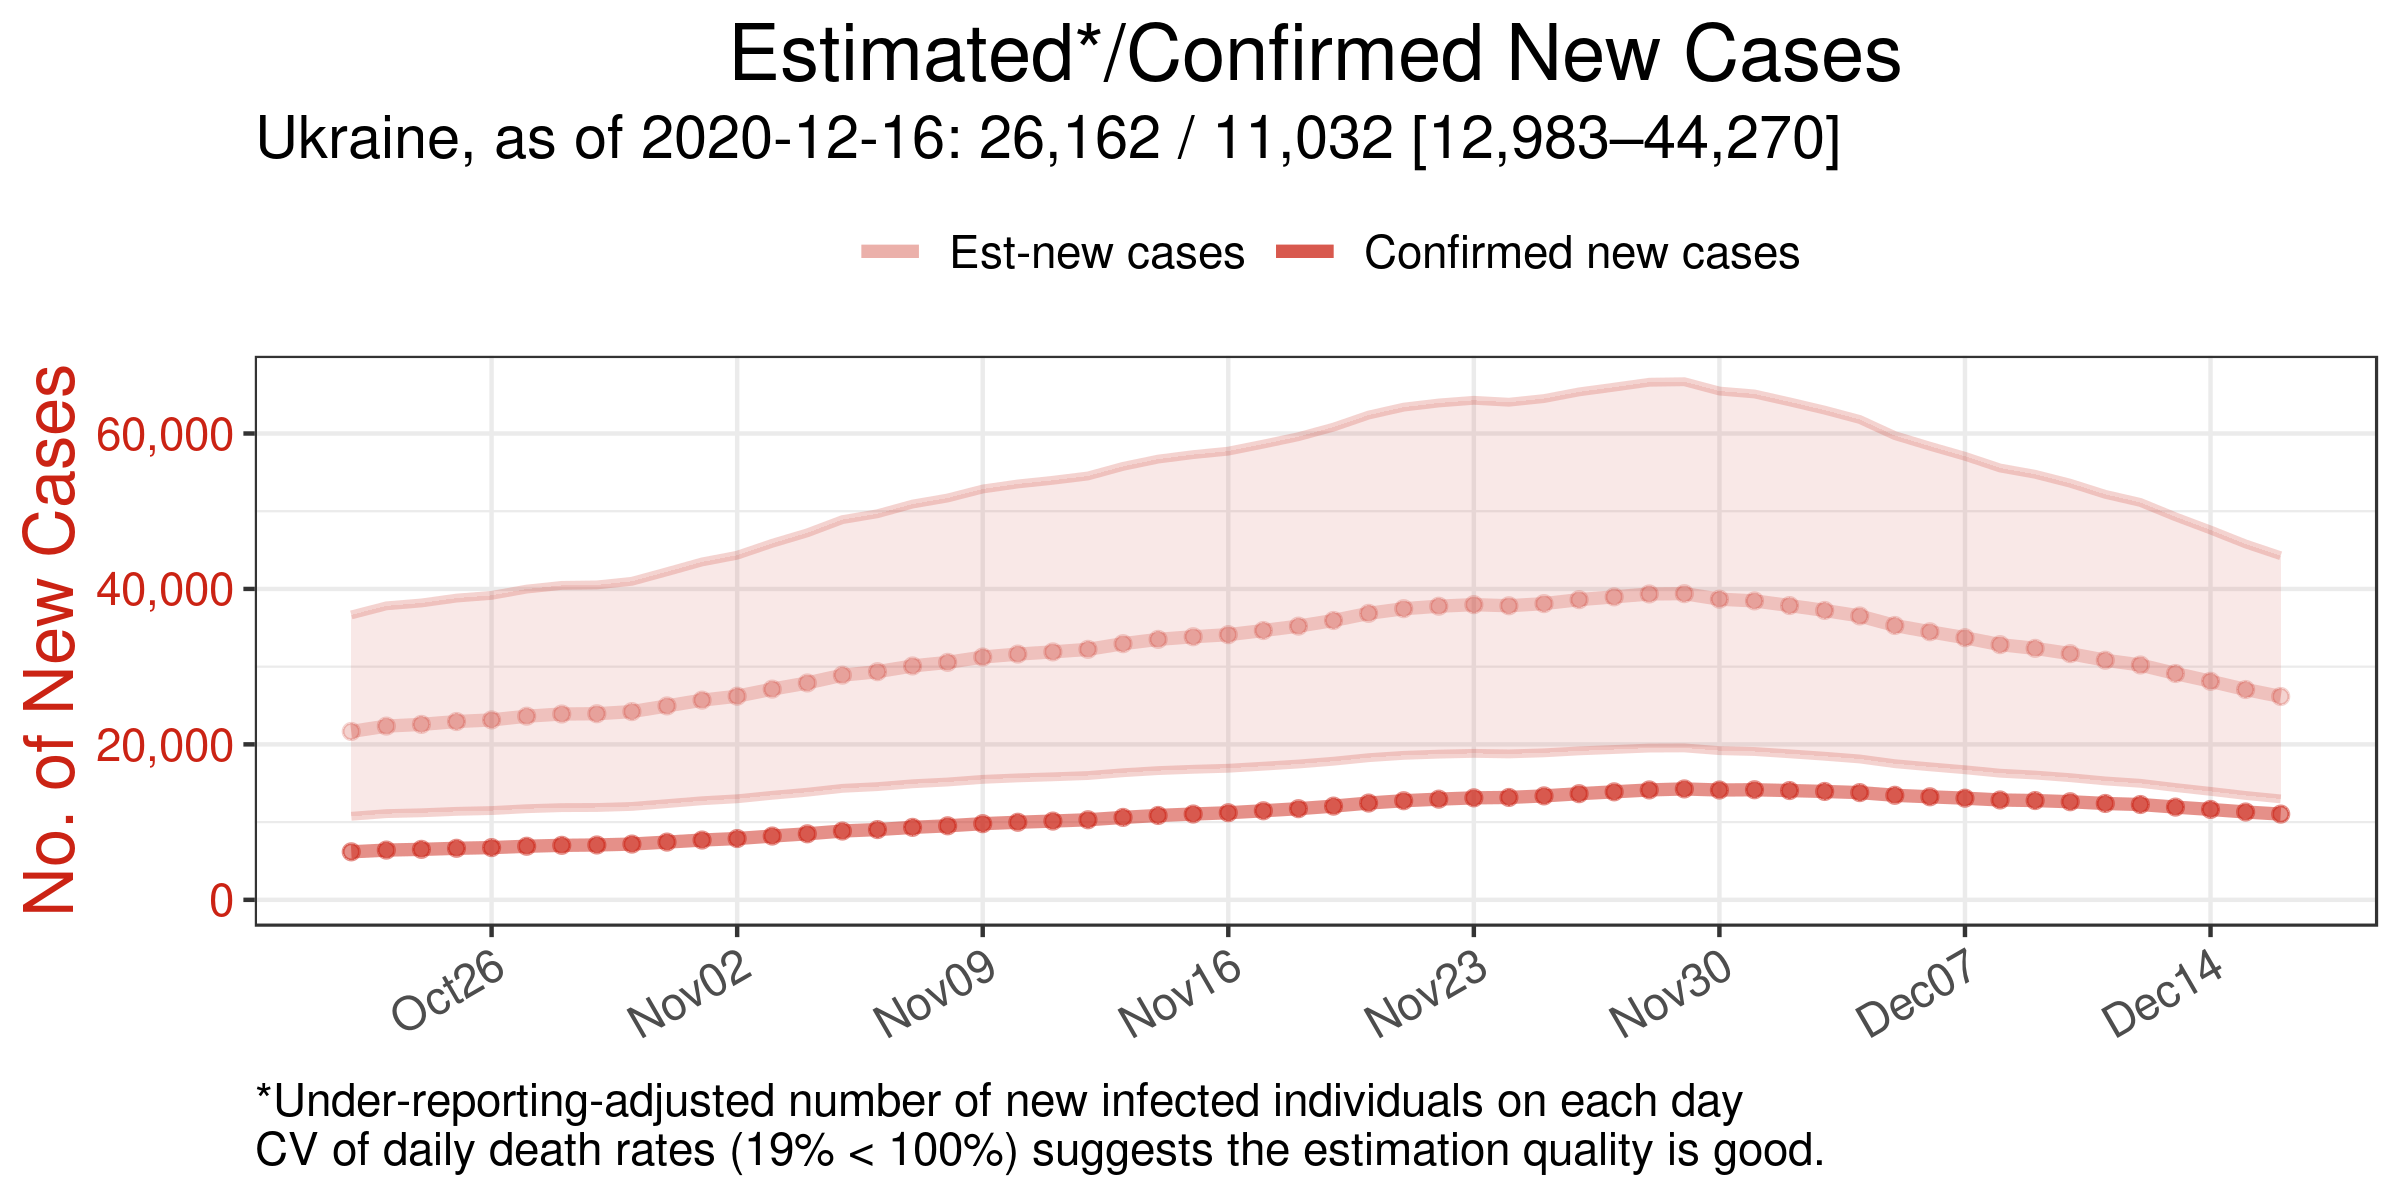 Estimated*/Confirmed New Cases
Ukraine, as of 2020-12-16: 26,162 / 11,032 [12,983–44,270]
Est-new cases Confirmed new cases
No. of New Cases
60,000
40,000
20,000
0
Oct26 Nov02 Nov09 Nov16 Nov23 Nov30 Dec07 Dec14
*Under-reporting-adjusted number of new infected individuals on each day
CV of daily death rates (19% < 100%) suggests the estimation quality is good.